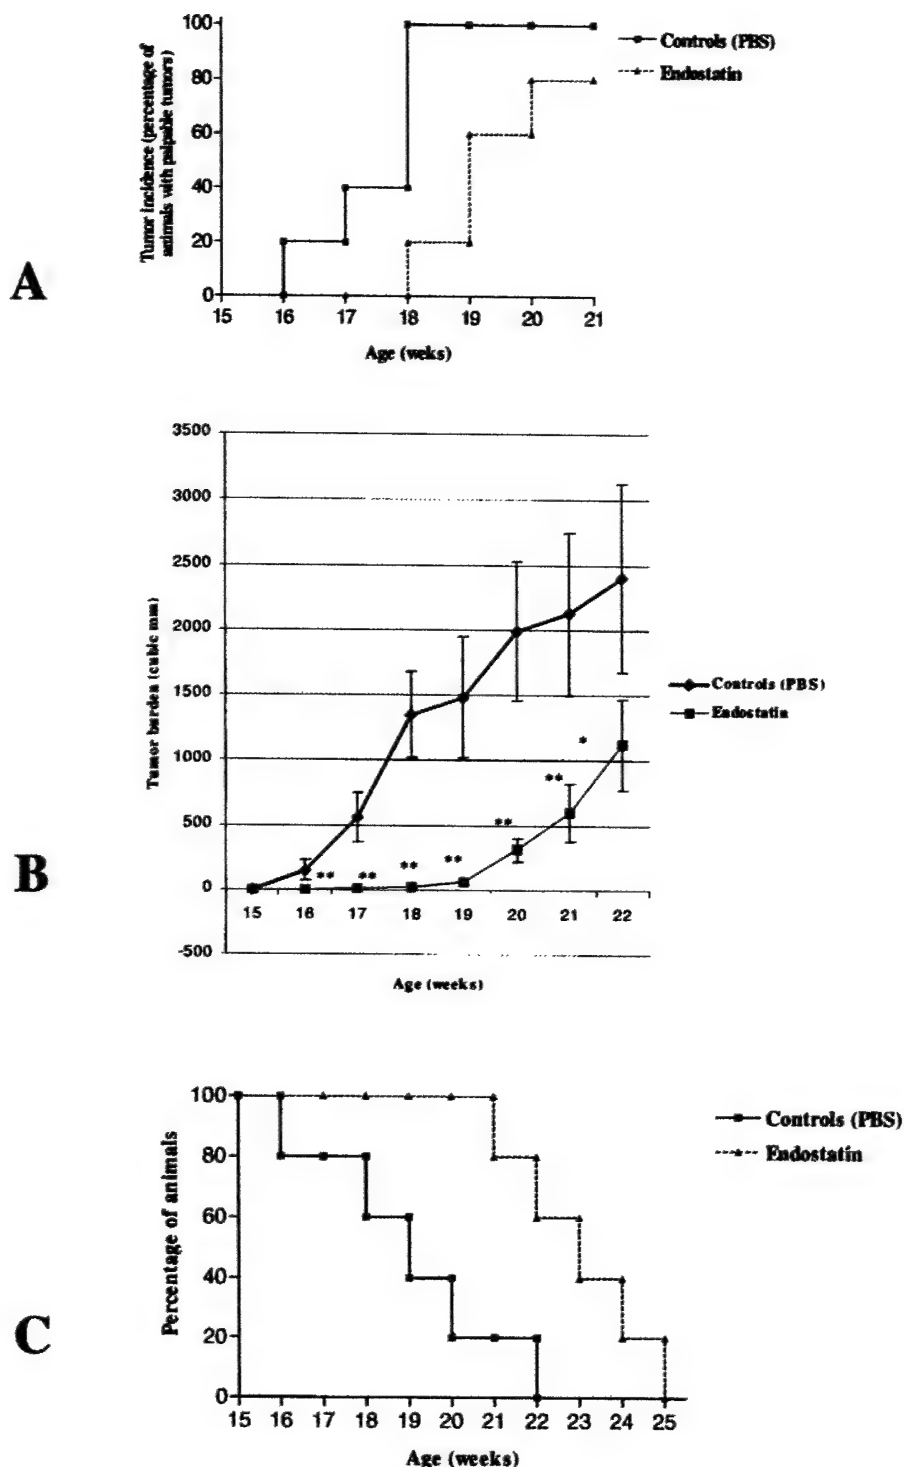 Tumor incidence (percentage of
animals with palpable tumors)
100
80
60
40
20
0
15 16 17 18 19 20 21
Age (weks)
Controls (PBS)
Endostatin
A
Tumor burden (cubic mm)
3500
3000
2500
2000
1500
1000
500
0
-500
15 16 17 18 19 20 21 22
** ** ** ** ** ** *
Age (weeks)
Controls (PBS)
Endostatin
B
Percentage of animals
100
80
60
40
20
0
15 16 17 18 19 20 21 22 23 24 25
Age (weeks)
Controls (PBS)
Endostatin
C